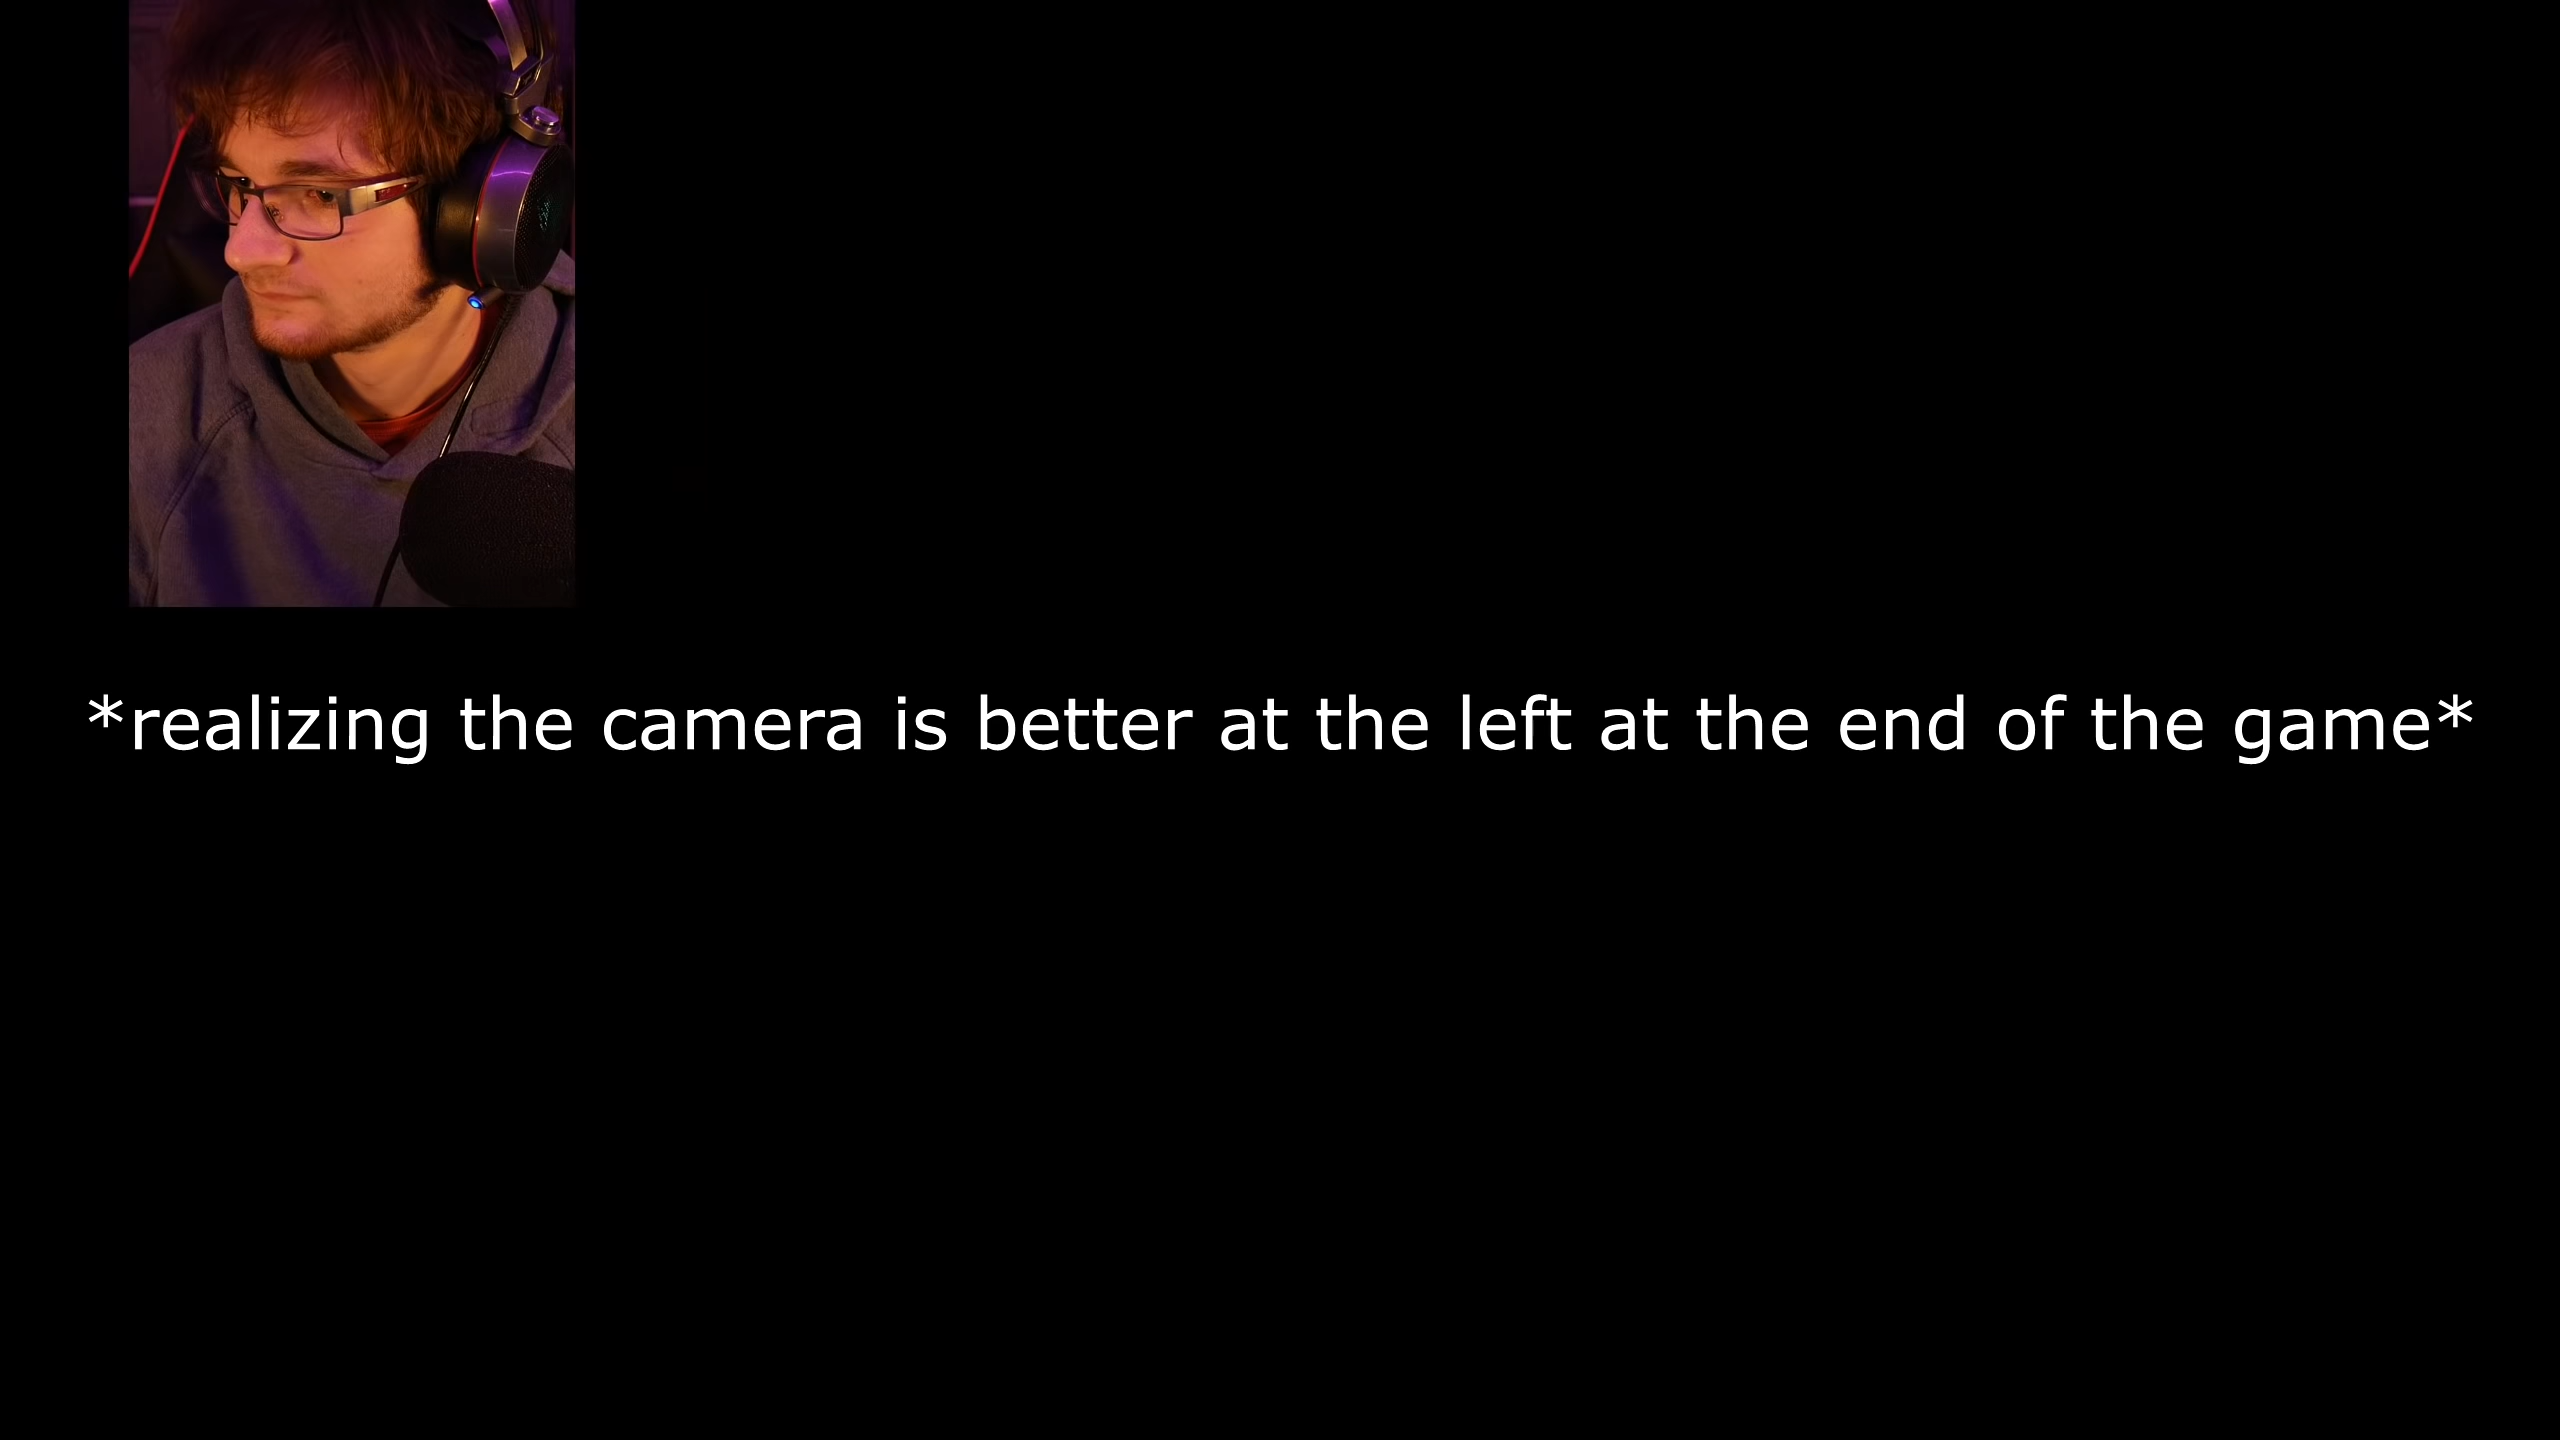 *realizing the camera is better at the left at the end of the game*